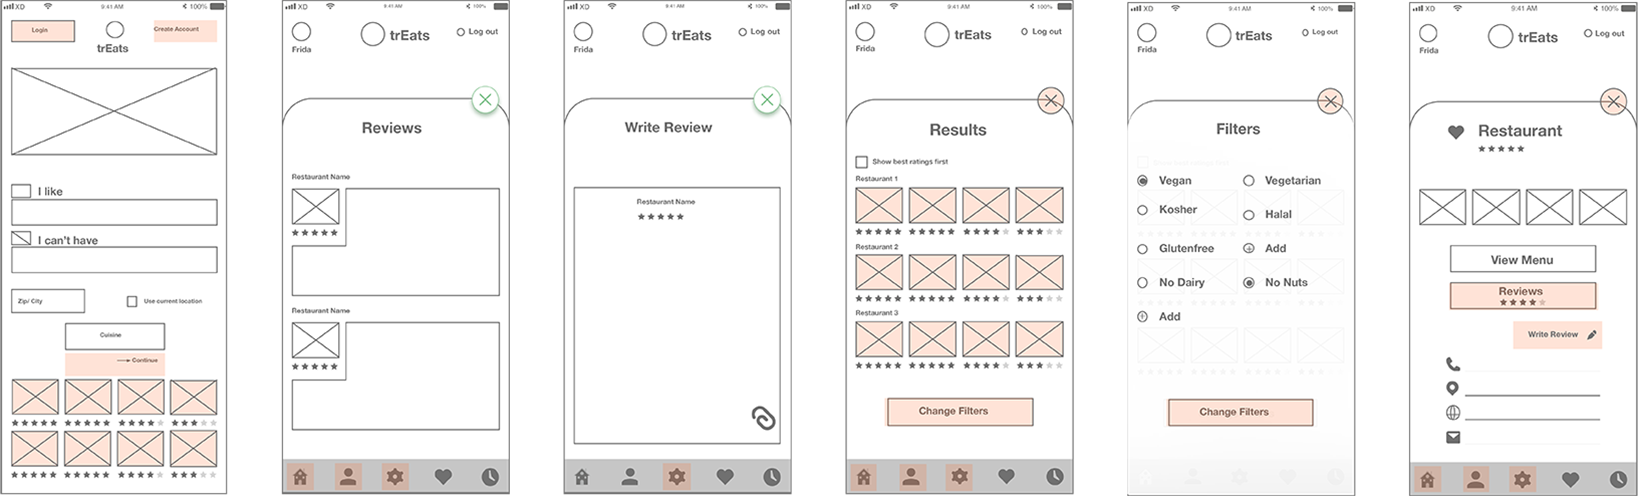 XD 9:41 AM 100%
Login
Create Account
trEats
I like
I can't have
Zip/ City
Use current location
Cuisine
Continue
9:41 AM 100%
Frida
trEats
Log out
Reviews
Restaurant Name
Restaurant Name
XD 9:41 AM 100%
Frida
trEats
Log out
Write Review
Restaurant Name
XD 9:41 AM 100%
Frida
trEats
Log out
Results
Show best ratings first
Restaurant 1
Restaurant 2
Restaurant 3
Change Filters
XD 9:41 AM 100%
Frida
trEats
Log out
Filters
Show best ratings first
Vegan
Vegetarian
Kosher
Halal
Glutenfree
Add
No Dairy
No Nuts
Add
Change Filters
XD 9:41 AM 100%
Frida
trEats
Log out
Restaurant
View Menu
Reviews
Write Review